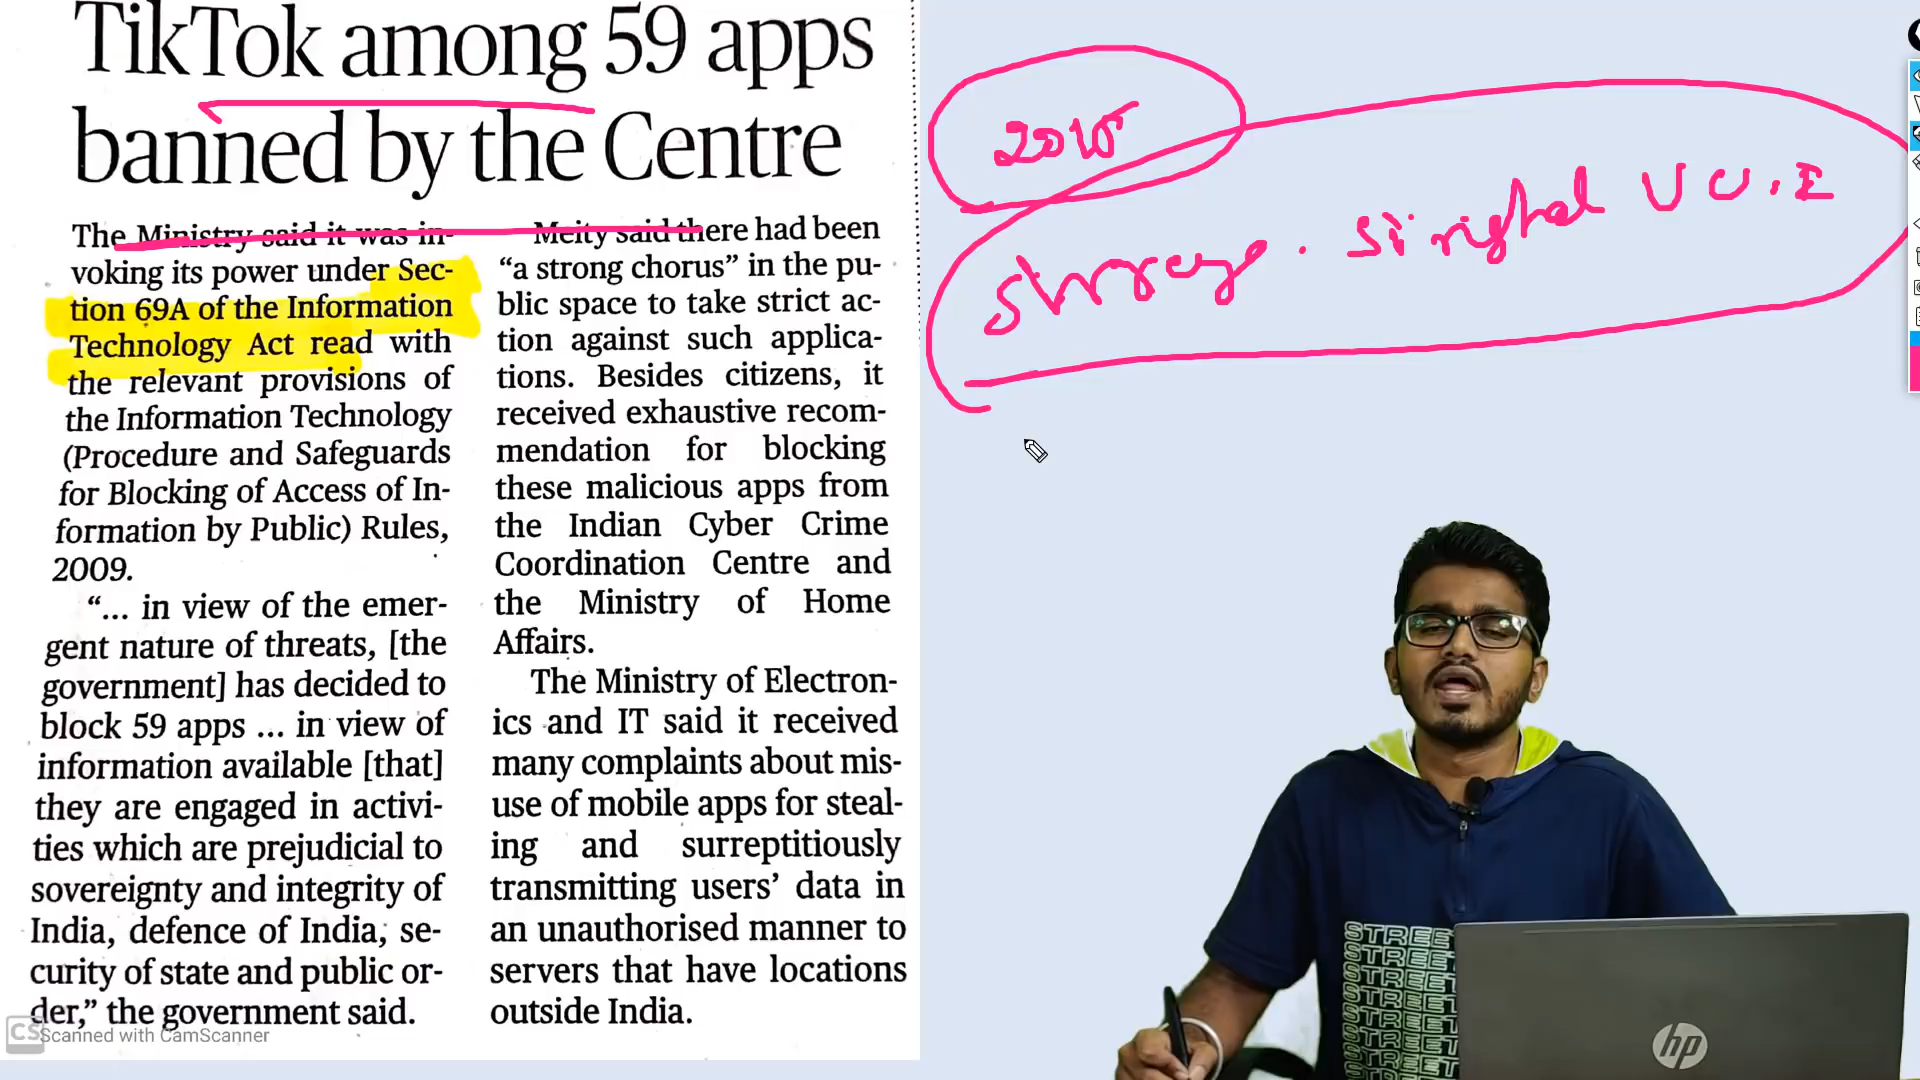 TikTok among 59 apps
banned by the Centre
The Ministry said it was in-
voking its power under Sec-
tion 69A of the Information
Technology Act read with
the relevant provisions of
the Information Technology
(Procedure and Safeguards
for Blocking of Access of In-
formation by Public) Rules,
2009.
“... in view of the emer-
gent nature of threats, [the
government] has decided to
block 59 apps ... in view of
information available [that]
they are engaged in activi-
ties which are prejudicial to
sovereignty and integrity of
India, defence of India, se-
curity of state and public or-
der,” the government said.
Meity said there had been
“a strong chorus” in the pu-
blic space to take strict ac-
tion against such applica-
tions. Besides citizens, it
received exhaustive recom-
mendation for blocking
these malicious apps from
the Indian Cyber Crime
Coordination Centre and
the Ministry of Home
Affairs.
The Ministry of Electron-
ics and IT said it received
many complaints about mis-
use of mobile apps for steal-
ing and surreptitiously
transmitting users’ data in
an unauthorised manner to
servers that have locations
outside India.
CS Scanned with CamScanner
2015
Singhal V U.I
STREET
STREET
STREET
STREET
STREET
STREET
STREET
STREET
hp